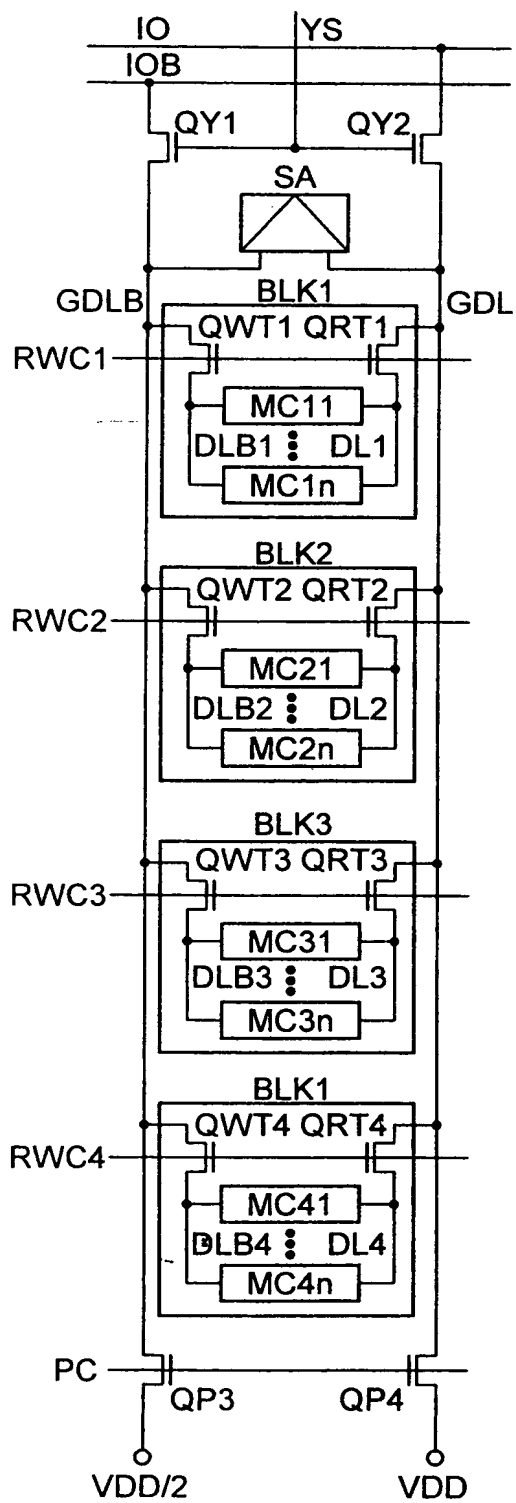 IO YS
IOB
QY1 QY2
SA
GDLB BLK1 GDL
QWT1 QRT1
RWC1
MC11
DLB1 DL1
MC1n
BLK2
QWT2 QRT2
RWC2
MC21
DLB2 DL2
MC2n
BLK3
QWT3 QRT3
RWC3
MC31
DLB3 DL3
MC3n
BLK1
QWT4 QRT4
RWC4
MC41
DLB4 DL4
MC4n
PC
QP3 QP4
VDD/2 VDD